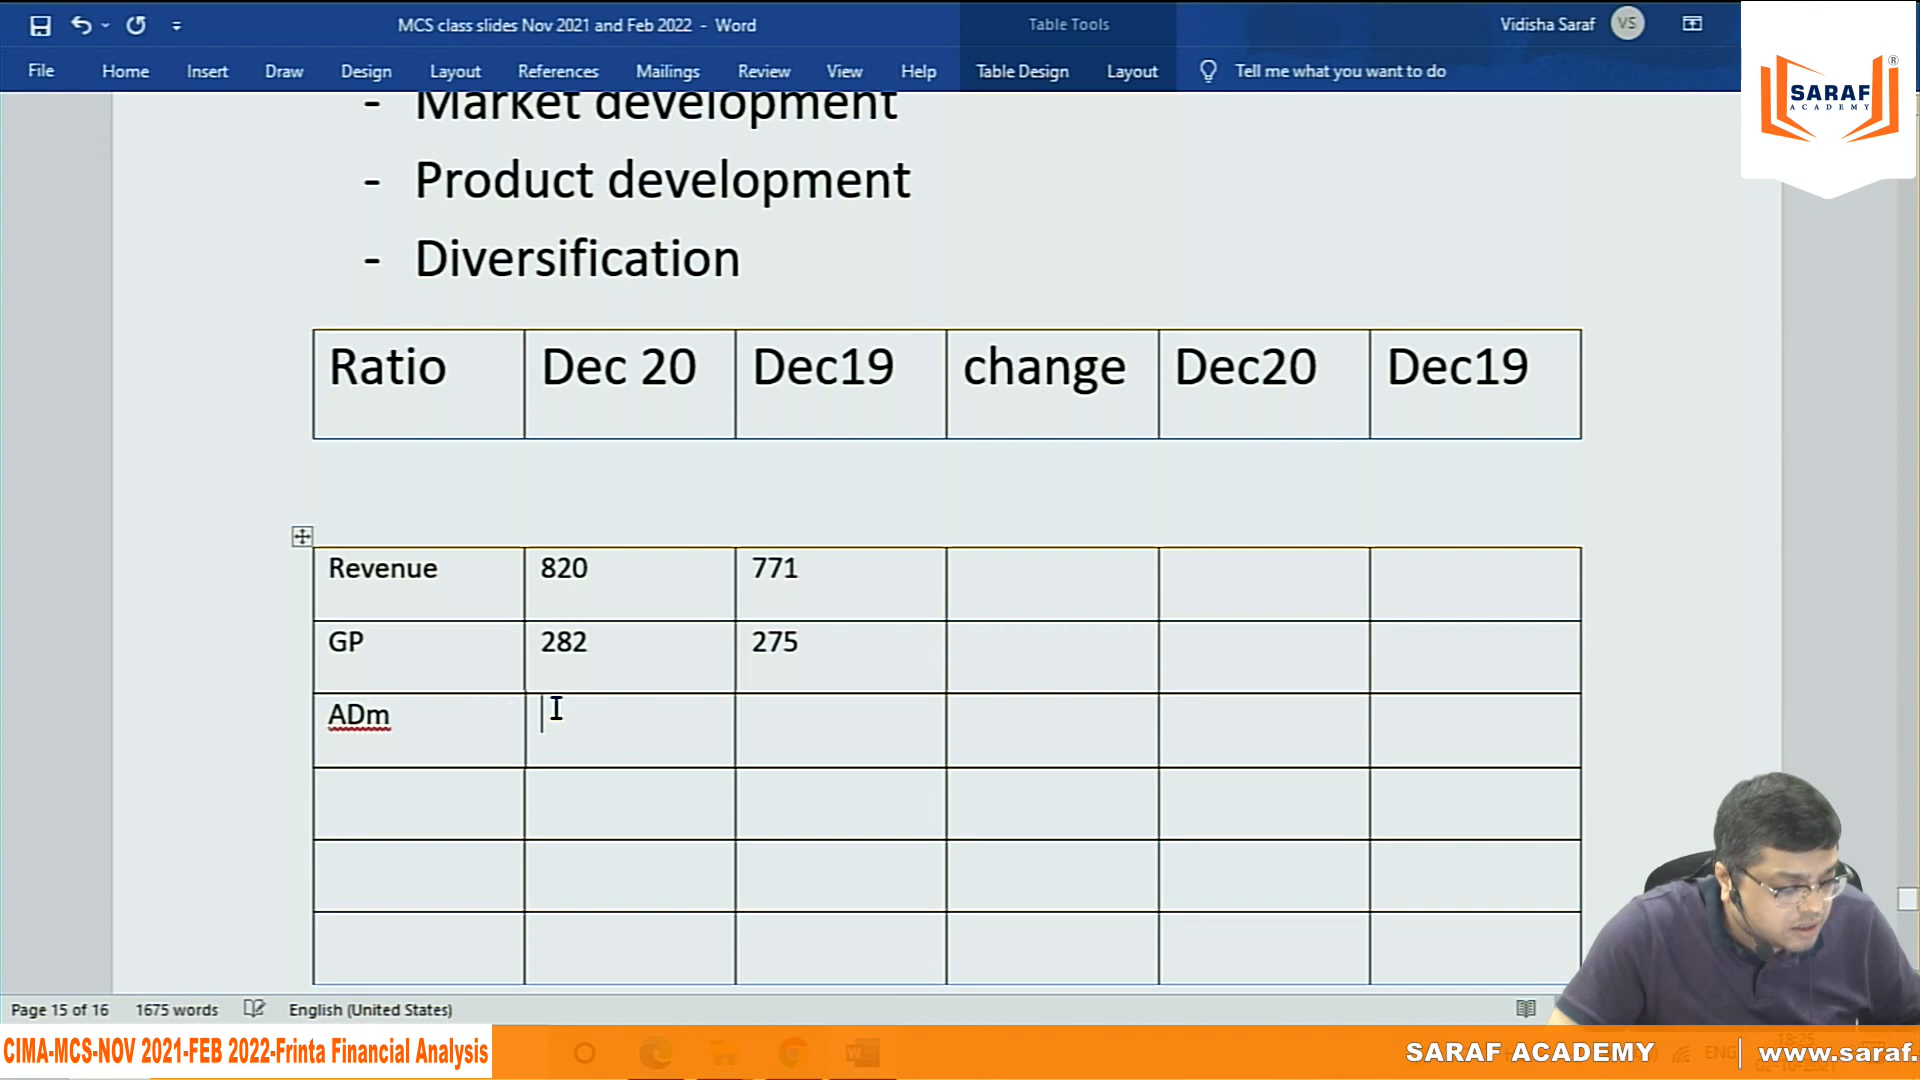 MCS class slides Nov 2021 and Feb 2022 - Word
Table Tools
Vidisha Saraf VS
File Home Insert Draw Design Layout References Mailings Review View Help Table Design Layout Tell me what you want to do
SARAF ®
ACADEMY
- Market development
- Product development
- Diversification
Ratio Dec 20 Dec19 change Dec20 Dec19
Revenue 820 771
GP 282 275
ADm
Page 15 of 16 1675 words English (United States)
CIMA-MCS-NOV 2021-FEB 2022-Frinta Financial Analysis
SARAF ACADEMY | www.saraf.
18:25
ENG